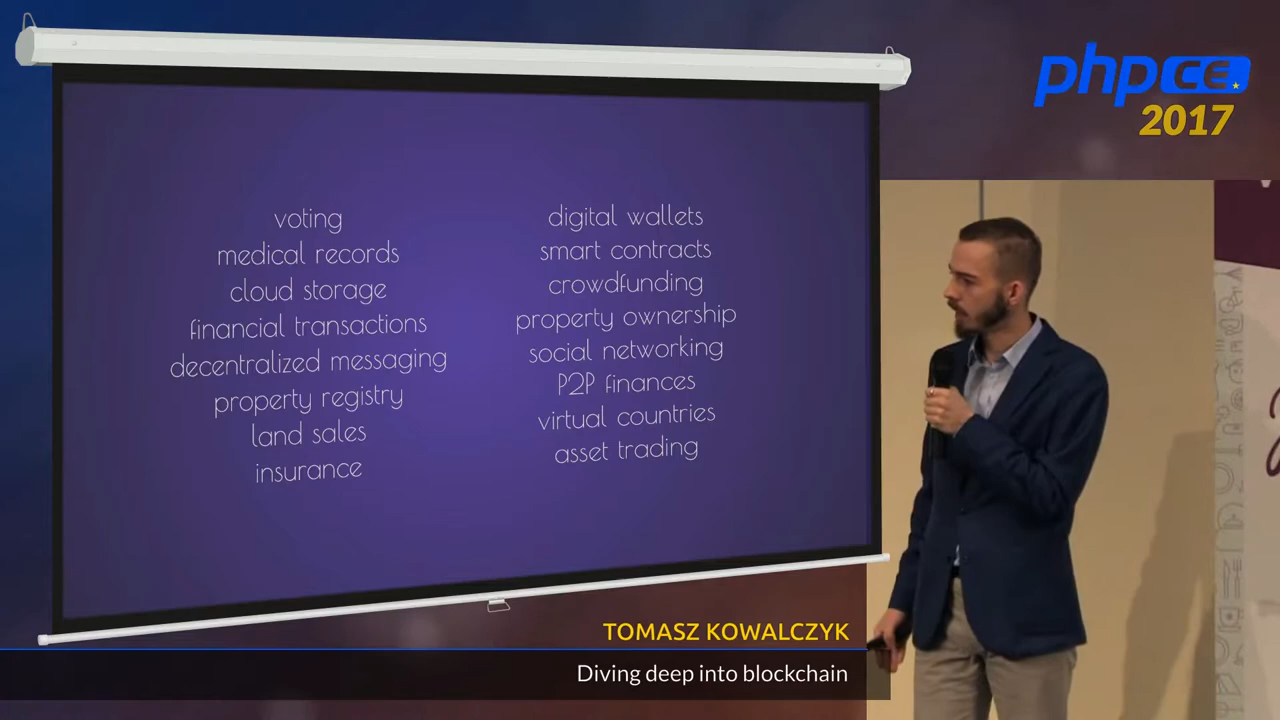 phpCE
2017
voting
medical records
cloud storage
financial transactions
decentralized messaging
property registry
land sales
insurance
digital wallets
smart contracts
crowdfunding
property ownership
social networking
P2P finances
virtual countries
asset trading
TOMASZ KOWALCZYK
Diving deep into blockchain